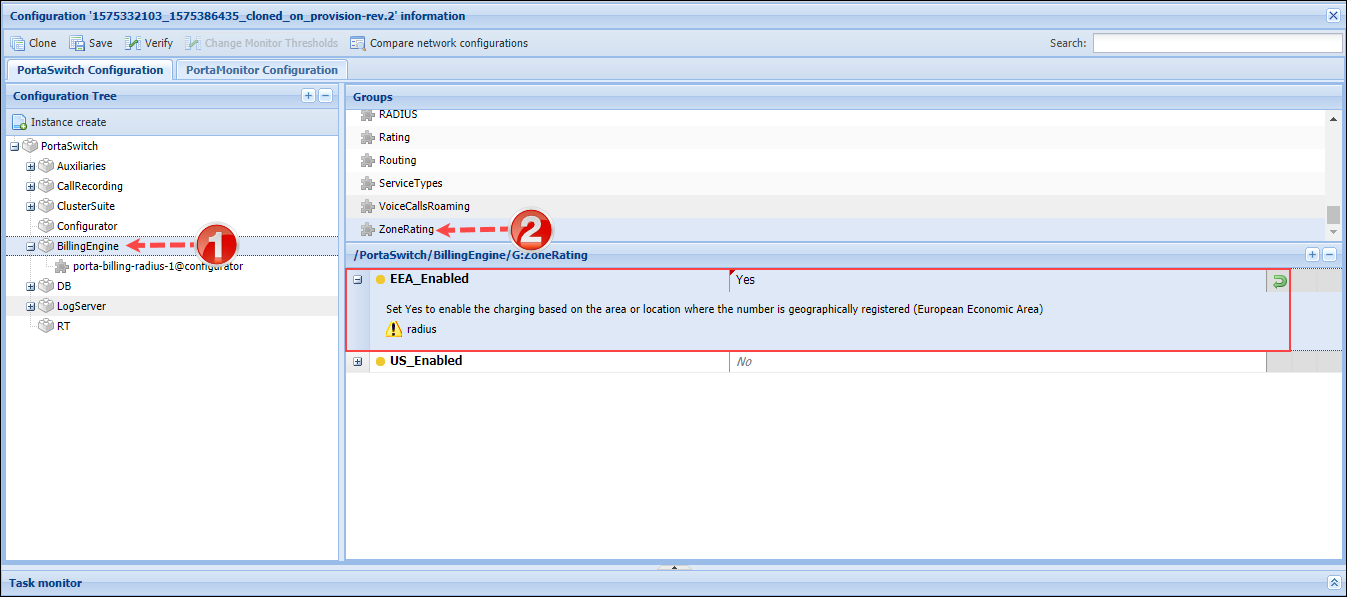 Configuration '1575332103_1575386435_cloned_on_provision-rev.2' information
Clone Save Verify Change Monitor Thresholds Compare network configurations Search:
PortaSwitch Configuration PortaMonitor Configuration
Configuration Tree
Instance create
PortaSwitch
Auxiliaries
CallRecording
ClusterSuite
Configurator
BillingEngine
1
porta-billing-radius-1@configurator
DB
LogServer
RT
Groups
RADIUS
Rating
Routing
ServiceTypes
VoiceCallsRoaming
ZoneRating
2
/PortaSwitch/BillingEngine/G:ZoneRating
EEA_Enabled Yes
Set Yes to enable the charging based on the area or location where the number is geographically registered (European Economic Area)
radius
US_Enabled No
Task monitor